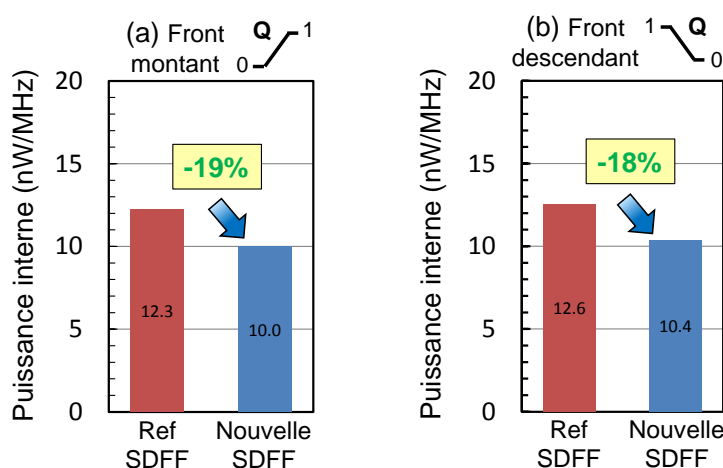 (a) Front montant
Q
0
1
Puissance interne (nW/MHz)
20
15
10
5
0
-19%
12.3
10.0
Ref
SDFF
Nouvelle
SDFF
(b) Front
descendant
1
Q
0
Puissance interne (nW/MHz)
20
15
10
5
0
-18%
12.6
10.4
Ref
SDFF
Nouvelle
SDFF